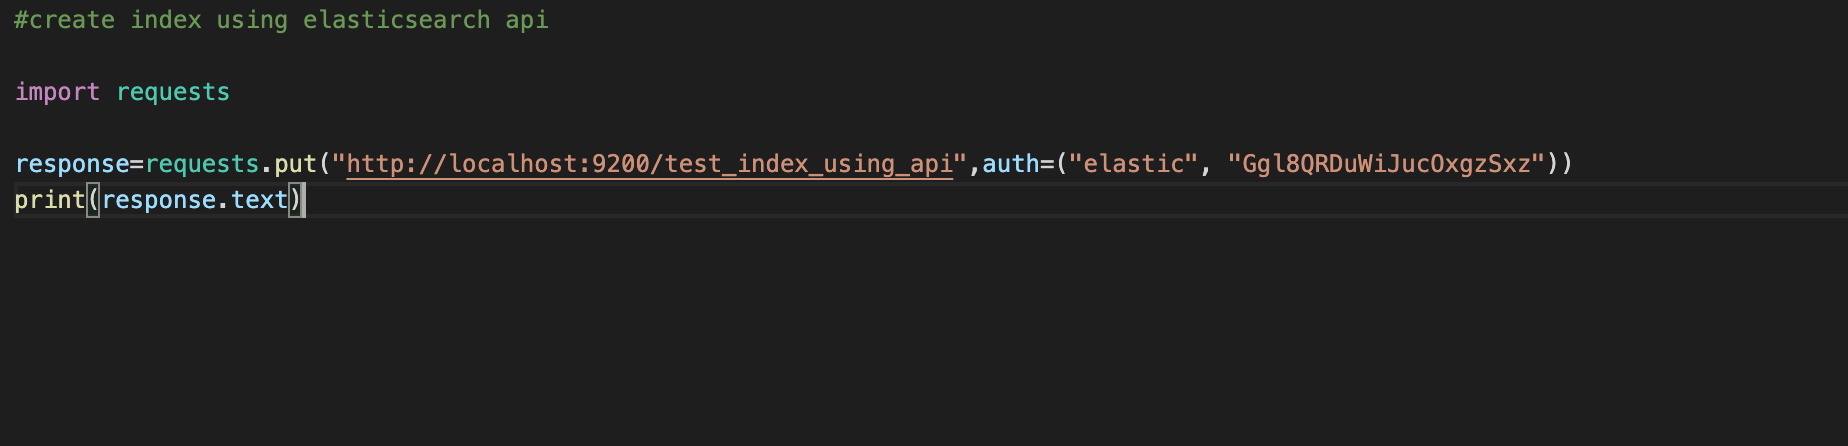 #create index using elasticsearch api
import requests
response=requests.put("http://localhost:9200/test_index_using_api",auth=("elastic", "Ggl8QRDuWiJucOxgzSxz"))
print(response.text)